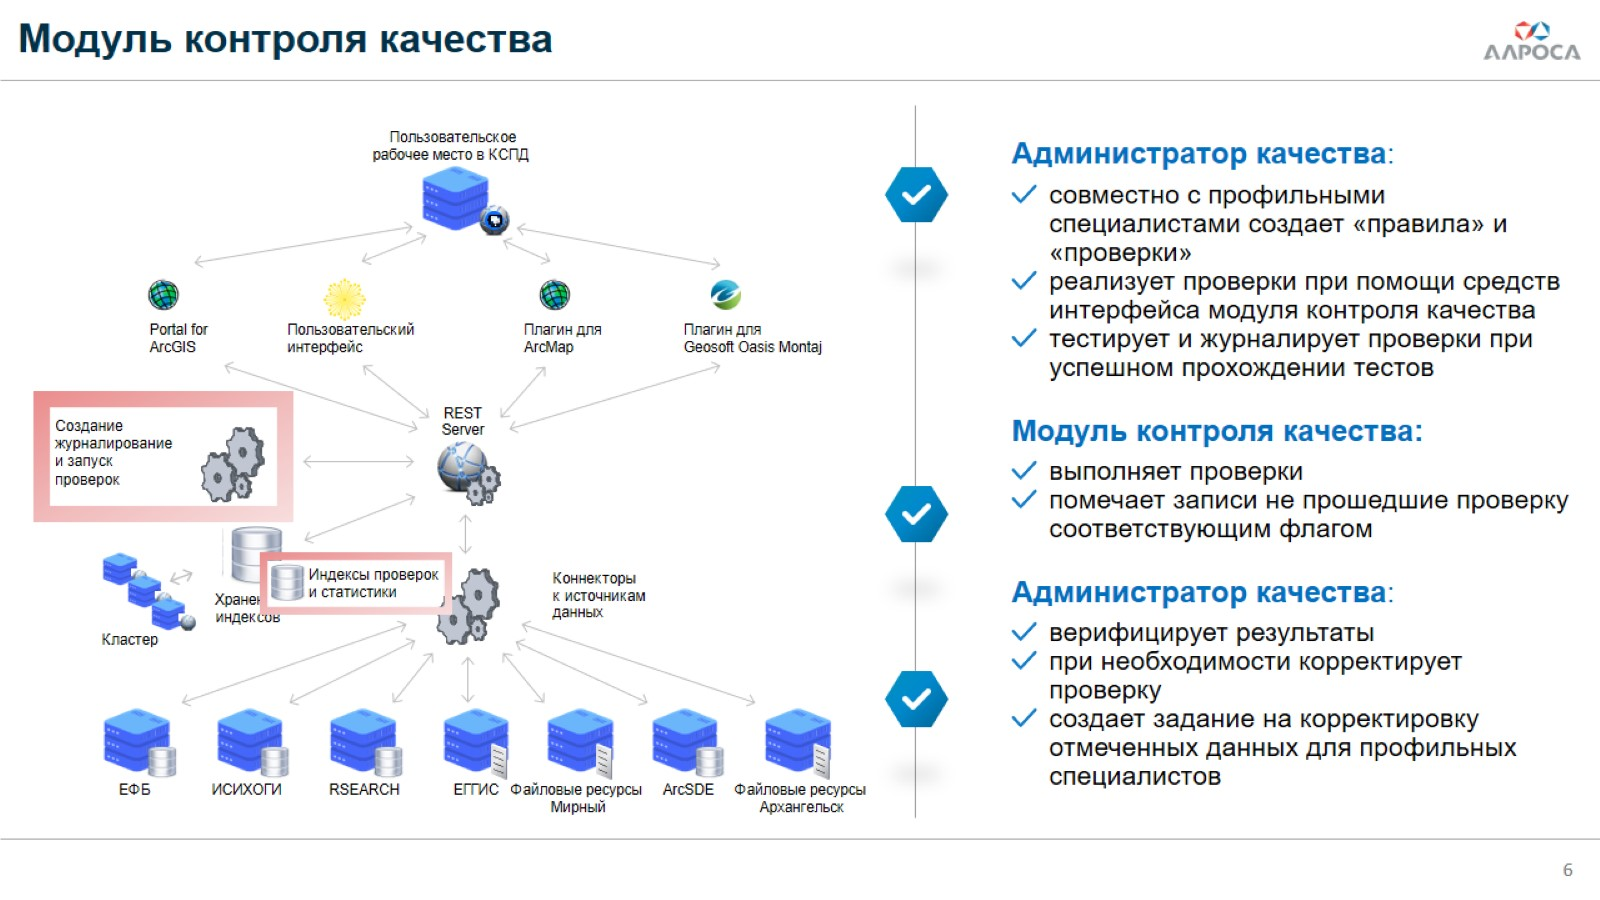 Модуль контроля качества
АЛРОСА
Пользовательское
рабочее место в КСПД
Portal for
ArcGIS
Пользовательский
интерфейс
Плагин для
ArcMap
Плагин для
Geosoft Oasis Montaj
REST
Server
Создание
журналирование
и запуск
проверок
Индексы проверок
и статистики
индексов
Кластер
Коннекторы
к источникам
данных
ЕФБ
ИСИХОГИ
RSEARCH
ЕГГИС
Файловые ресурсы
Мирный
ArcSDE
Файловые ресурсы
Архангельск
Администратор качества:
совместно с профильными
специалистами создает «правила» и
«проверки»
реализует проверки при помощи средств
интерфейса модуля контроля качества
тестирует и журналирует проверки при
успешном прохождении тестов
Модуль контроля качества:
выполняет проверки
помечает записи не прошедшие проверку
соответствующим флагом
Администратор качества:
верифицирует результаты
при необходимости корректирует
проверку
создает задание на корректировку
отмеченных данных для профильных
специалистов
6